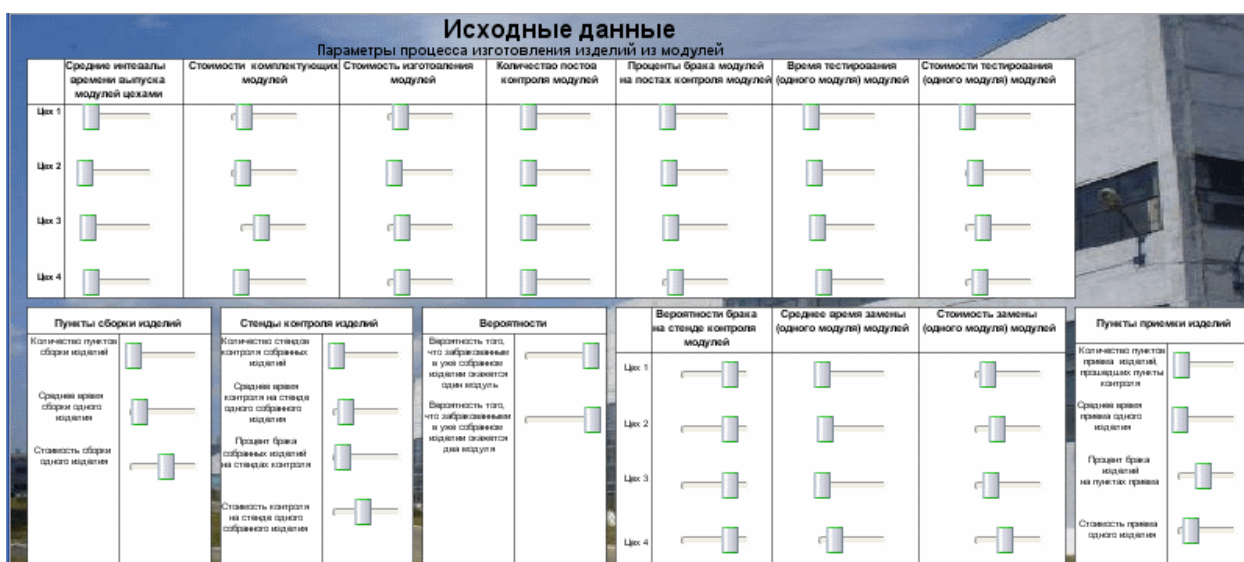 Исходные данные
Параметры процесса изготовления изделий из модулей
Средние интевалы
времени выпуска
модулей цехами
Стоимости комплектующих
модулей
Стоимость изготовления
модулей
Количество постов
контроля модулей
Проценты брака модулей
на постах контроля модулей
Время тестирования
(одного модуля) модулей
Стоимости тестирования
(одного модуля) модулей
Цех 1
Цех 2
Цех 3
Цех 4
Пункты сборки изделий
Количество пунктов
сборки изделий
Среднее время
сборки одного
изделия
Стоимость сборки
одного изделия
Стенды контроля изделий
Количество стендов
контроля собранных
изделий
Среднее время
контроля на стенде
одного собранного
изделия
Процент брака
собранных изделий
на стендах контроля
Стоимость контроля
на стенде одного
собранного изделия
Вероятности
Вероятность того,
что забракованным
в уже собранном
изделии окажется
один модуль
Вероятность того,
что забракованными
в уже собранном
изделии окажется
два модуля
Вероятности брака
на стенде контроля
модулей
Среднее время замены
(одного модуля) модулей
Стоимость замены
(одного модуля) модулей
Цех 1
Цех 2
Цех 3
Цех 4
Пункты приемки изделий
Количество пунктов
приема изделий,
прошедших пункты
контроля
Среднее время
приема одного
изделия
Процент брака
изделий
на пунктах приема
Стоимость приема
одного изделия